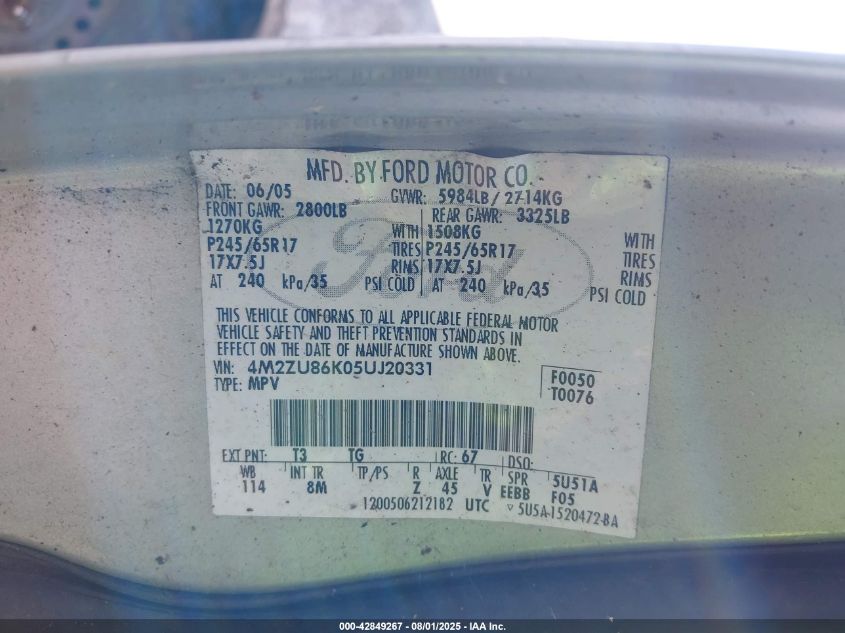 MFD. BY FORD MOTOR CO.
DATE: 06/05 GVWR: 5984LB / 2714KG
FRONT GAWR: 2800LB REAR GAWR: 3325LB
1270KG WITH 1508KG WITH
P245/65R17 TIRES P245/65R17 TIRES
17X7.5J RIMS 17X7.5J RIMS
AT 240 kPa/35 PSI COLD AT 240 kPa/35 PSI COLD
Ford
THIS VEHICLE CONFORMS TO ALL APPLICABLE FEDERAL MOTOR
VEHICLE SAFETY AND THEFT PREVENTION STANDARDS IN
EFFECT ON THE DATE OF MANUFACTURE SHOWN ABOVE.
VIN: 4M2ZU86K05UJ20331
TYPE: MPV
F0050
T0076
EXT PNT: T3 TG RC: 67 DSO:
WB INT TR TP/PS R AXLE TR SPR 5U51A
114 8M Z 45 V EEBB F05
1200506212182 UTC 5U5A-1520472-BA
000-42849267 - 08/01/2025 - IAA Inc.